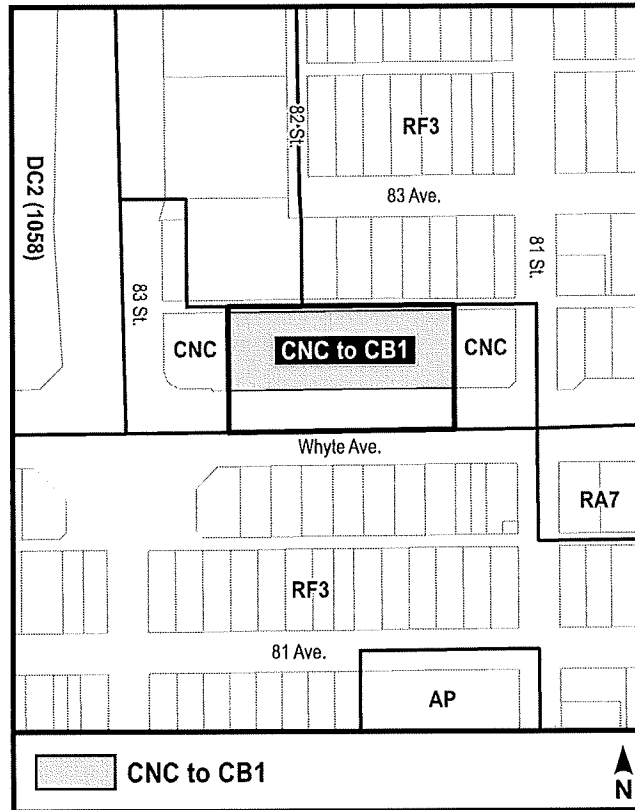 82 St.
RF3
DC2 (1058)
83 Ave.
81 St.
83 St.
CNC
CNC to CB1
CNC
Whyte Ave.
RA7
RF3
81 Ave.
AP
CNC to CB1
N